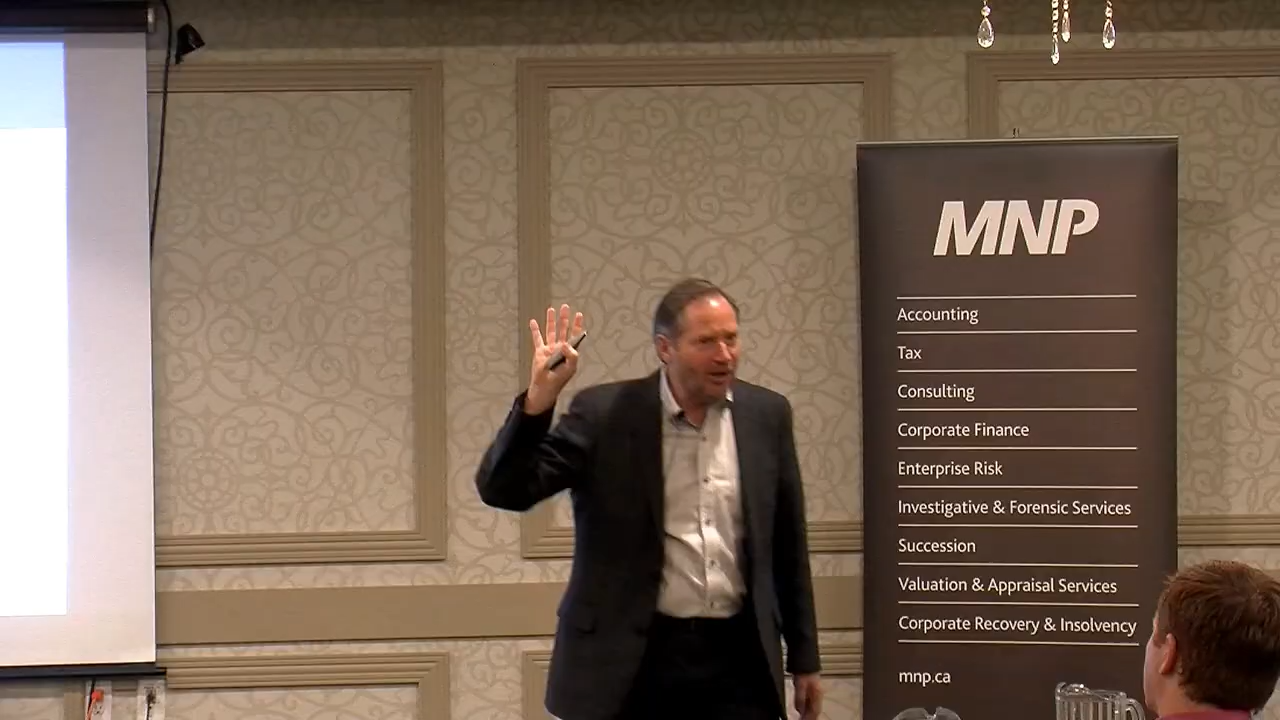 MNP
Accounting
Tax
Consulting
Corporate Finance
Enterprise Risk
Investigative & Forensic Services
Succession
Valuation & Appraisal Services
Corporate Recovery & Insolvency
mnp.ca